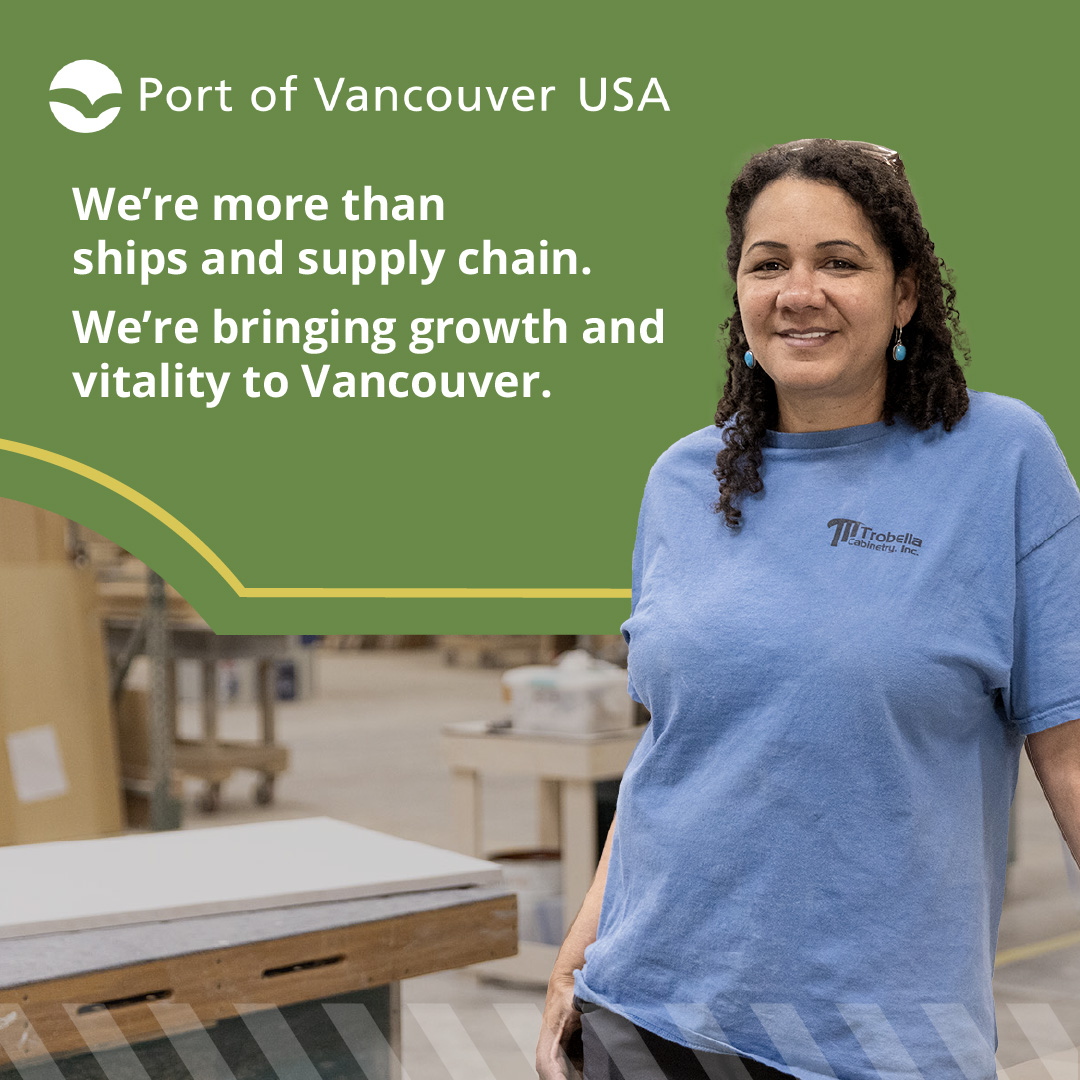 Port of Vancouver USA
We’re more than
ships and supply chain.
We’re bringing growth and
vitality to Vancouver.
Trobella
Cabinetry, Inc.